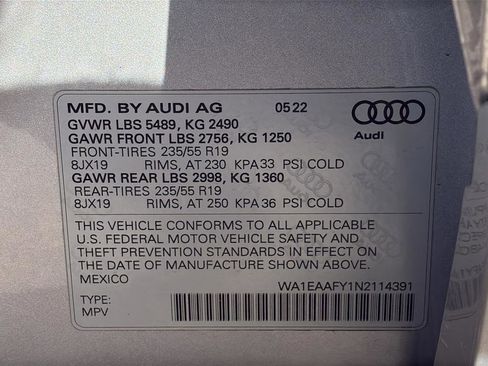 MFD. BY AUDI AG 05 22
GVWR LBS 5489, KG 2490
GAWR FRONT LBS 2756, KG 1250
FRONT-TIRES 235/55 R19
8JX19 RIMS, AT 230 KPA 33 PSI COLD
GAWR REAR LBS 2998, KG 1360
REAR-TIRES 235/55 R19
8JX19 RIMS, AT 250 KPA 36 PSI COLD
Audi
THIS VEHICLE CONFORMS TO ALL APPLICABLE
U.S. FEDERAL MOTOR VEHICLE SAFETY AND
THEFT PREVENTION STANDARDS IN EFFECT ON THE
DATE OF MANUFACTURE SHOWN ABOVE.
MEXICO WA1EAAFY1N2114391
TYPE:
MPV